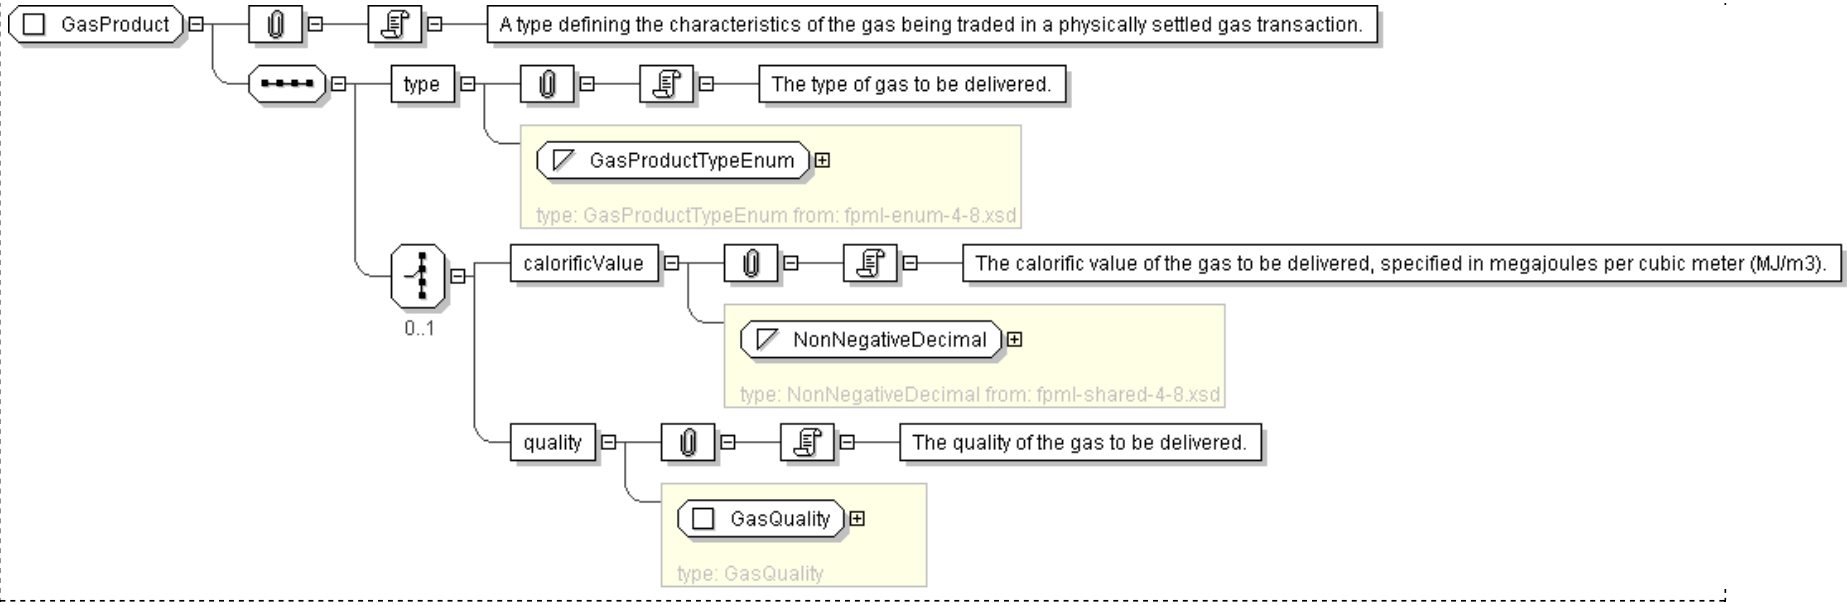 GasProduct
A type defining the characteristics of the gas being traded in a physically settled gas transaction.
type
The type of gas to be delivered.
GasProductTypeEnum
type: GasProductTypeEnum from: fpml-enum-4-8.xsd
calorificValue
The calorific value of the gas to be delivered, specified in megajoules per cubic meter (MJ/m3).
0..1
NonNegativeDecimal
type: NonNegativeDecimal from: fpml-shared-4-8.xsd
quality
The quality of the gas to be delivered.
GasQuality
type: GasQuality